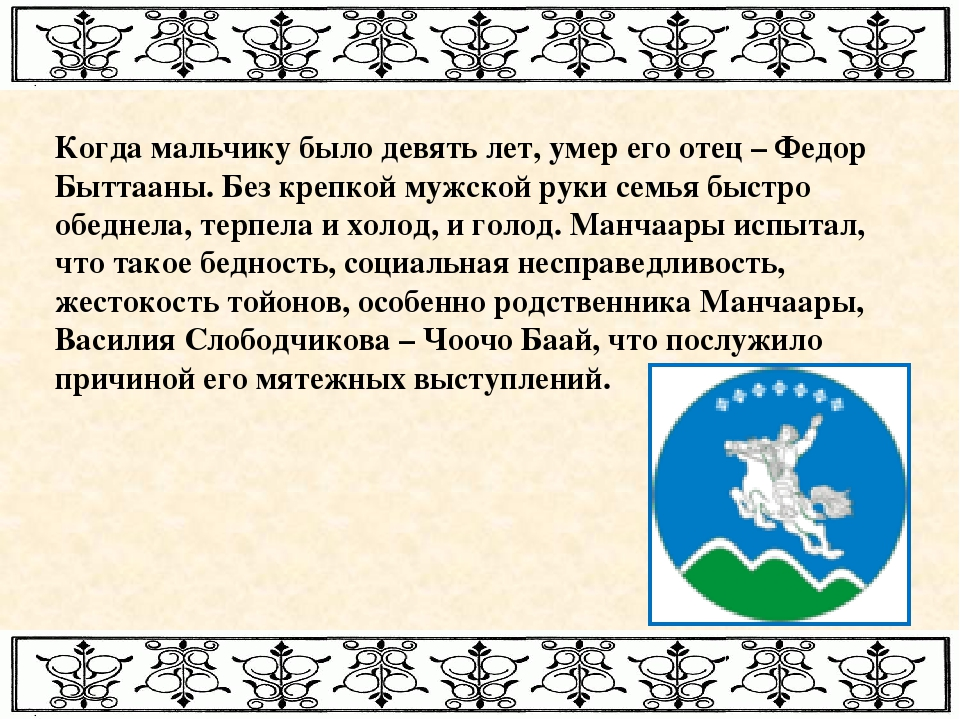 Когда мальчику было девять лет, умер его отец – Федор
Быттааны. Без крепкой мужской руки семья быстро
обеднела, терпела и холод, и голод. Манчаары испытал,
что такое бедность, социальная несправедливость,
жестокость тойонов, особенно родственника Манчаары,
Василия Слободчикова – Чоочо Баай, что послужило
причиной его мятежных выступлений.